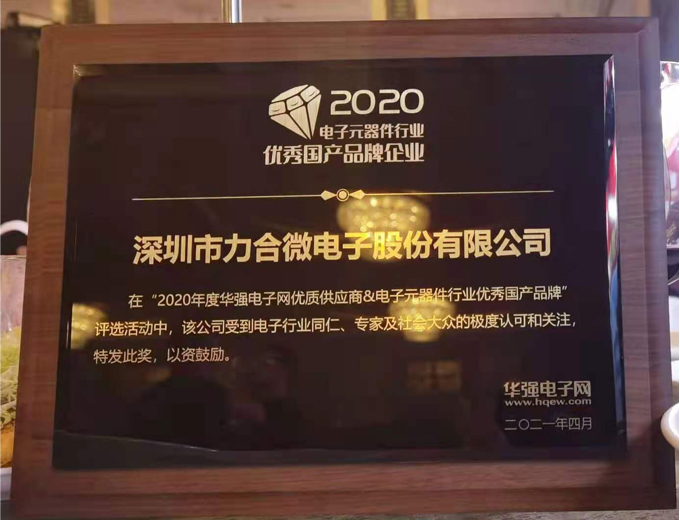 2020
电子元器件行业
优秀国产品牌企业
深圳市力合微电子股份有限公司
在“2020年度华强电子网优质供应商&电子元器件行业优秀国产品牌”
评选活动中，该公司受到电子行业同仁、专家及社会大众的极度认可和关注，
特发此奖，以资鼓励。
华强电子网
www.hqew.com
二〇二一年四月